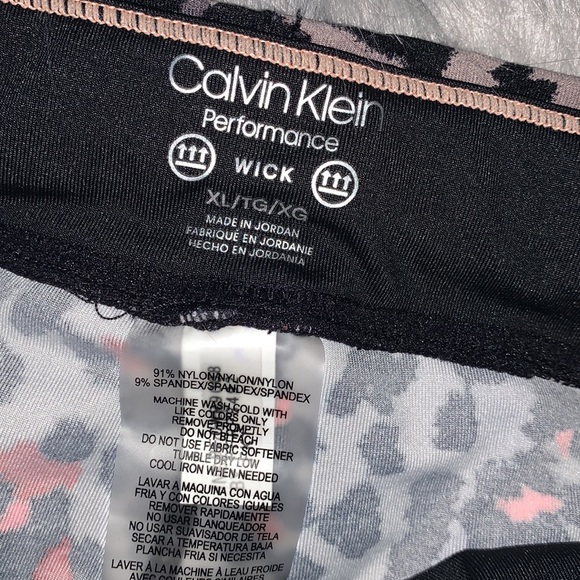 Calvin Klein
Performance
WICK
XL/TG/XG
MADE IN JORDAN
FABRIQUÉ EN JORDANIE
HECHO EN JORDANIA
91% NYLON/NYLON/NYLON
9% SPANDEX/SPANDEX/SPANDEX
MACHINE WASH COLD WITH
LIKE COLORS ONLY
REMOVE PROMPTLY
DO NOT BLEACH
DO NOT USE FABRIC SOFTENER
TUMBLE DRY LOW
COOL IRON WHEN NEEDED
LAVAR A MAQUINA CON AGUA
FRIA Y CON COLORES IGUALES
REMOVER RAPIDAMENTE
NO USAR BLANQUEADOR
NO USAR SUAVISADOR DE TELA
SECAR A TEMPERATURA BAJA
PLANCHA FRIA SI NECESITA
LAVER À LA MACHINE À L'EAU FROIDE